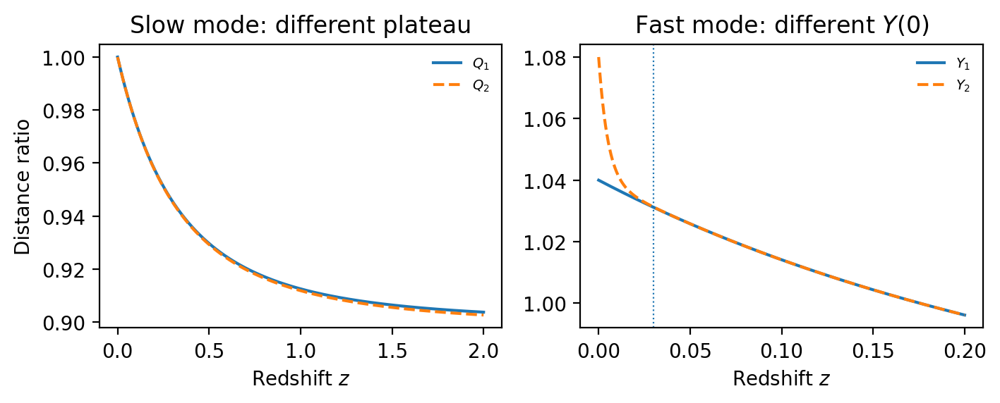 Slow mode: different plateau
Distance ratio
1.00
0.98
0.96
0.94
0.92
0.90
0.0
0.5
1.0
1.5
2.0
Redshift z
Q₁
Q₂
Fast mode: different Y(0)
1.08
1.06
1.04
1.02
1.00
0.00
0.05
0.10
0.15
0.20
Redshift z
Y₁
Y₂